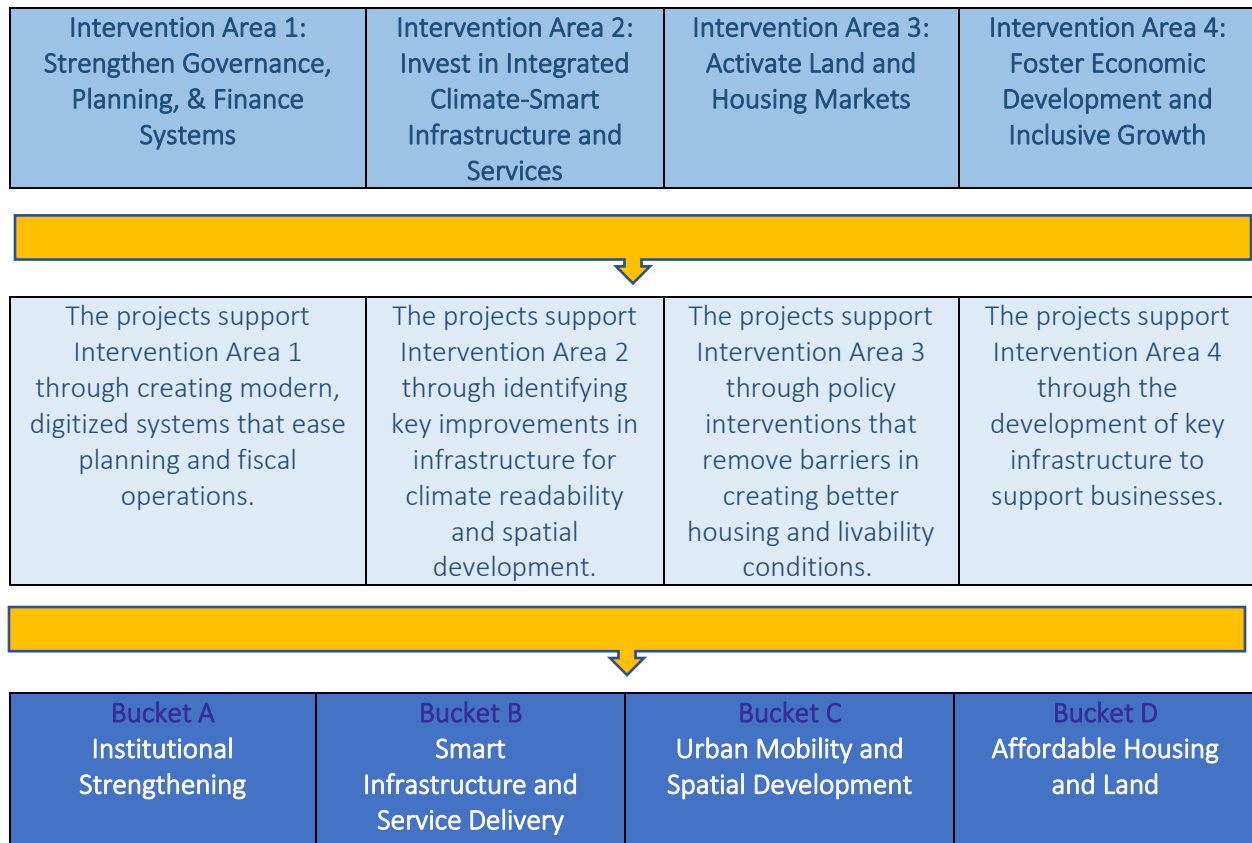 Intervention Area 1:
Strengthen Governance,
Planning, & Finance
Systems
Intervention Area 2:
Invest in Integrated
Climate-Smart
Infrastructure and
Services
Intervention Area 3:
Activate Land and
Housing Markets
Intervention Area 4:
Foster Economic
Development and
Inclusive Growth
The projects support
Intervention Area 1
through creating modern,
digitized systems that ease
planning and fiscal
operations.
The projects support
Intervention Area 2
through identifying
key improvements in
infrastructure for
climate readability
and spatial
development.
The projects support
Intervention Area 3
through policy
interventions that
remove barriers in
creating better
housing and livability
conditions.
The projects support
Intervention Area 4
through the
development of key
infrastructure to
support businesses.
Bucket A
Institutional
Strengthening
Bucket B
Smart
Infrastructure and
Service Delivery
Bucket C
Urban Mobility and
Spatial Development
Bucket D
Affordable Housing
and Land